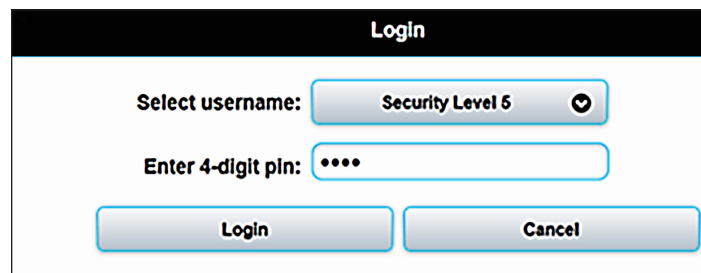 Login
Select username: Security Level 5
Enter 4-digit pin: ••••
Login Cancel